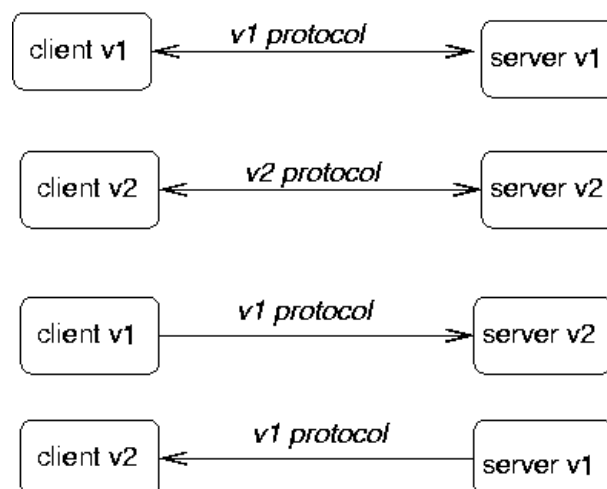 client v1
v1 protocol
server v1
client v2
v2 protocol
server v2
client v1
v1 protocol
server v2
client v2
v1 protocol
server v1